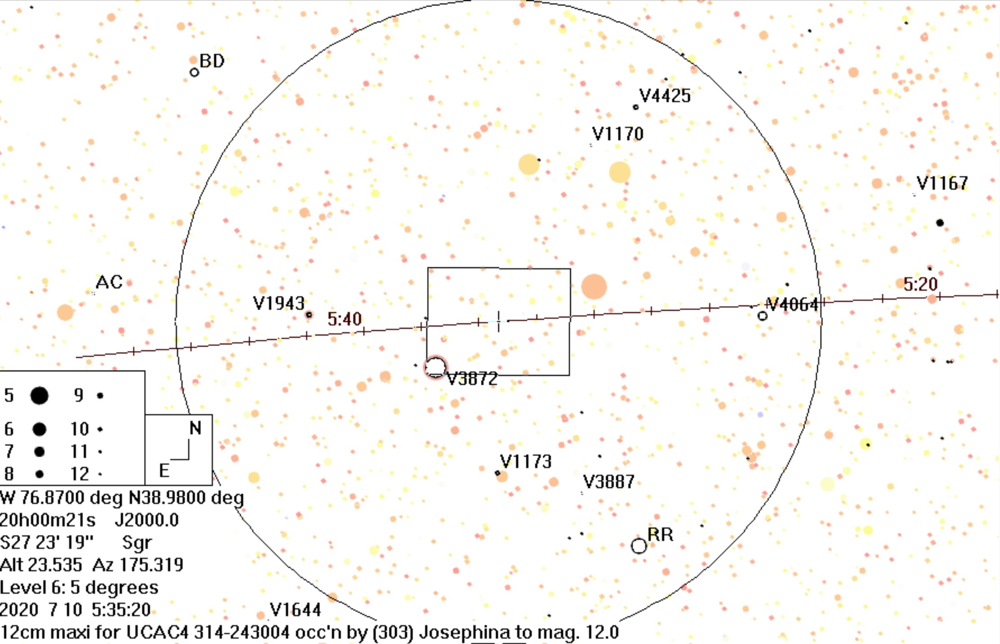 BD
V4425
V1170
V1167
AC
V1943
5:40
5:20
V4064
V3872
5 9
6 10
7 11
8 12
N
E
V1173
V3887
RR
W 76.8700 deg N38.9800 deg
20h00m21s J2000.0
S27 23' 19" Sgr
Alt 23.535 Az 175.319
Level 6: 5 degrees
2020 7 10 5:35:20
V1644
12cm maxi for UCAC4 314-243004 occ'n by (303) Josephina to mag. 12.0